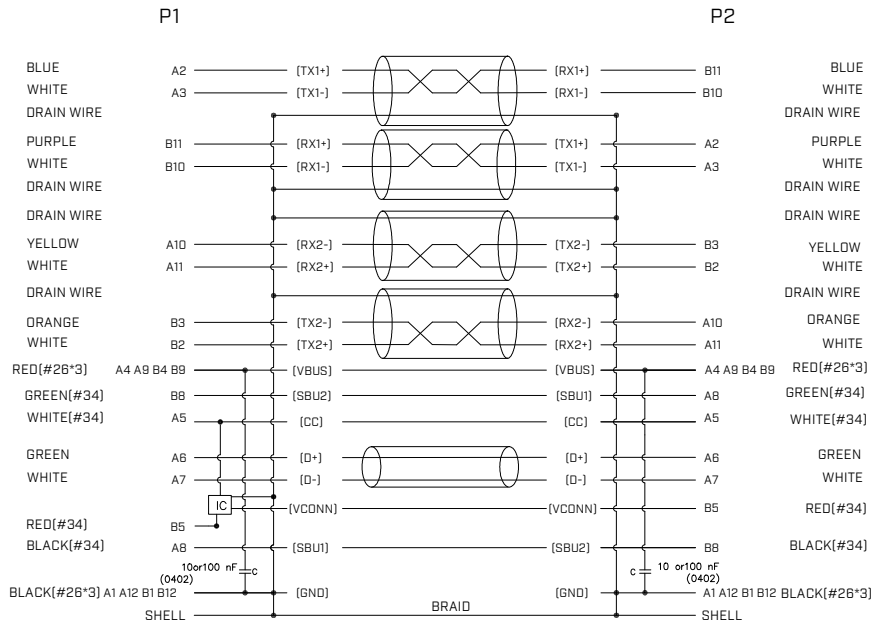 P1 P2
BLUE A2 (TX1+) (RX1+) B11 BLUE
WHITE A3 (TX1-) (RX1-) B10 WHITE
DRAIN WIRE DRAIN WIRE
PURPLE B11 (RX1+) (TX1+) A2 PURPLE
WHITE B10 (RX1-) (TX1-) A3 WHITE
DRAIN WIRE DRAIN WIRE
DRAIN WIRE DRAIN WIRE
YELLOW A10 (RX2-) (TX2-) B3 YELLOW
WHITE A11 (RX2+) (TX2+) B2 WHITE
DRAIN WIRE DRAIN WIRE
ORANGE B3 (TX2-) (RX2-) A10 ORANGE
WHITE B2 (TX2+) (RX2+) A11 WHITE
RED(#26*3) A4 A9 B4 B9 (VBUS) (VBUS) A4 A9 B4 B9 RED(#26*3)
GREEN(#34) B8 (SBU2) (SBU1) A8 GREEN(#34)
WHITE(#34) A5 (CC) (CC) A5 WHITE(#34)
GREEN A6 (D+) (D+) A6 GREEN
WHITE A7 (D-) (D-) A7 WHITE
IC (VCONN) (VCONN) B5 RED(#34)
RED(#34) B5
BLACK(#34) A8 (SBU1) (SBU2) B8 BLACK(#34)
10or100 nF C C 10 or100 nF
(0402) (0402)
BLACK(#26*3) A1 A12 B1 B12 (GND) (GND) A1 A12 B1 B12 BLACK(#26*3)
SHELL BRAID SHELL